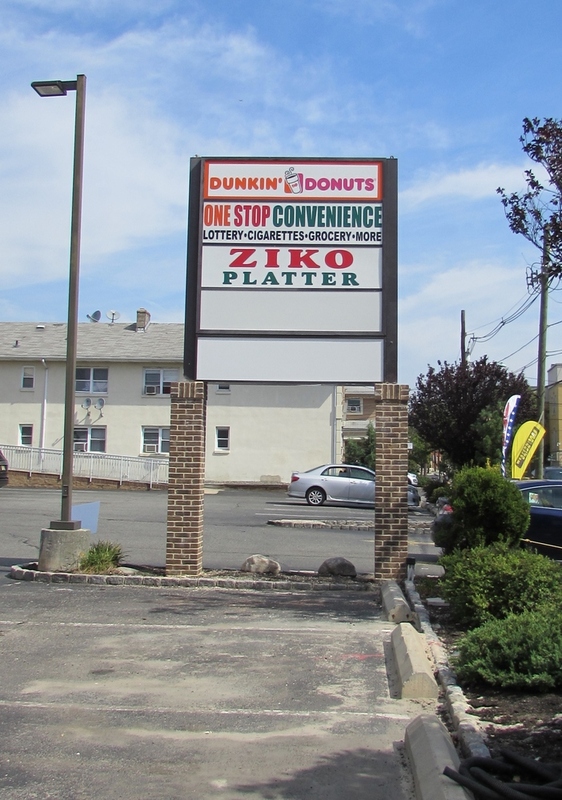 DUNKIN' DONUTS
ONE STOP CONVENIENCE
LOTTERY•CIGARETTES•GROCERY•MORE
ZIKO
PLATTER